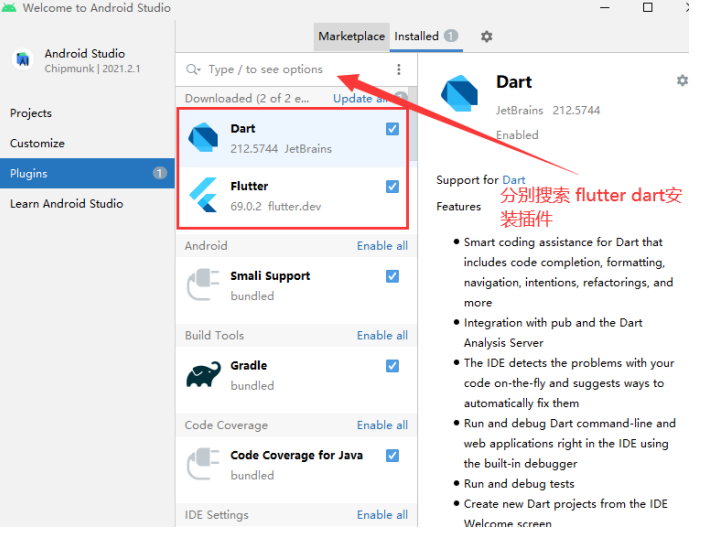 Welcome to Android Studio
Marketplace Installed 1
Android Studio
Chipmunk | 2021.2.1
Projects
Customize
Plugins 1
Learn Android Studio
Type / to see options
Downloaded (2 of 2 e... Update all
Dart
212.5744 JetBrains
Flutter
69.0.2 flutter.dev
Android Enable all
Smali Support
bundled
Build Tools Enable all
Gradle
bundled
Code Coverage Enable all
Code Coverage for Java
bundled
IDE Settings Enable all
Dart
JetBrains 212.5744
Enabled
Support for Dart
Features
分别搜索 flutter dart安
装插件
• Smart coding assistance for Dart that
includes code completion, formatting,
navigation, intentions, refactorings, and
more
• Integration with pub and the Dart
Analysis Server
• The IDE detects the problems with your
code on-the-fly and suggests ways to
automatically fix them
• Run and debug Dart command-line and
web applications right in the IDE using
the built-in debugger
• Run and debug tests
• Create new Dart projects from the IDE
Welcome screen